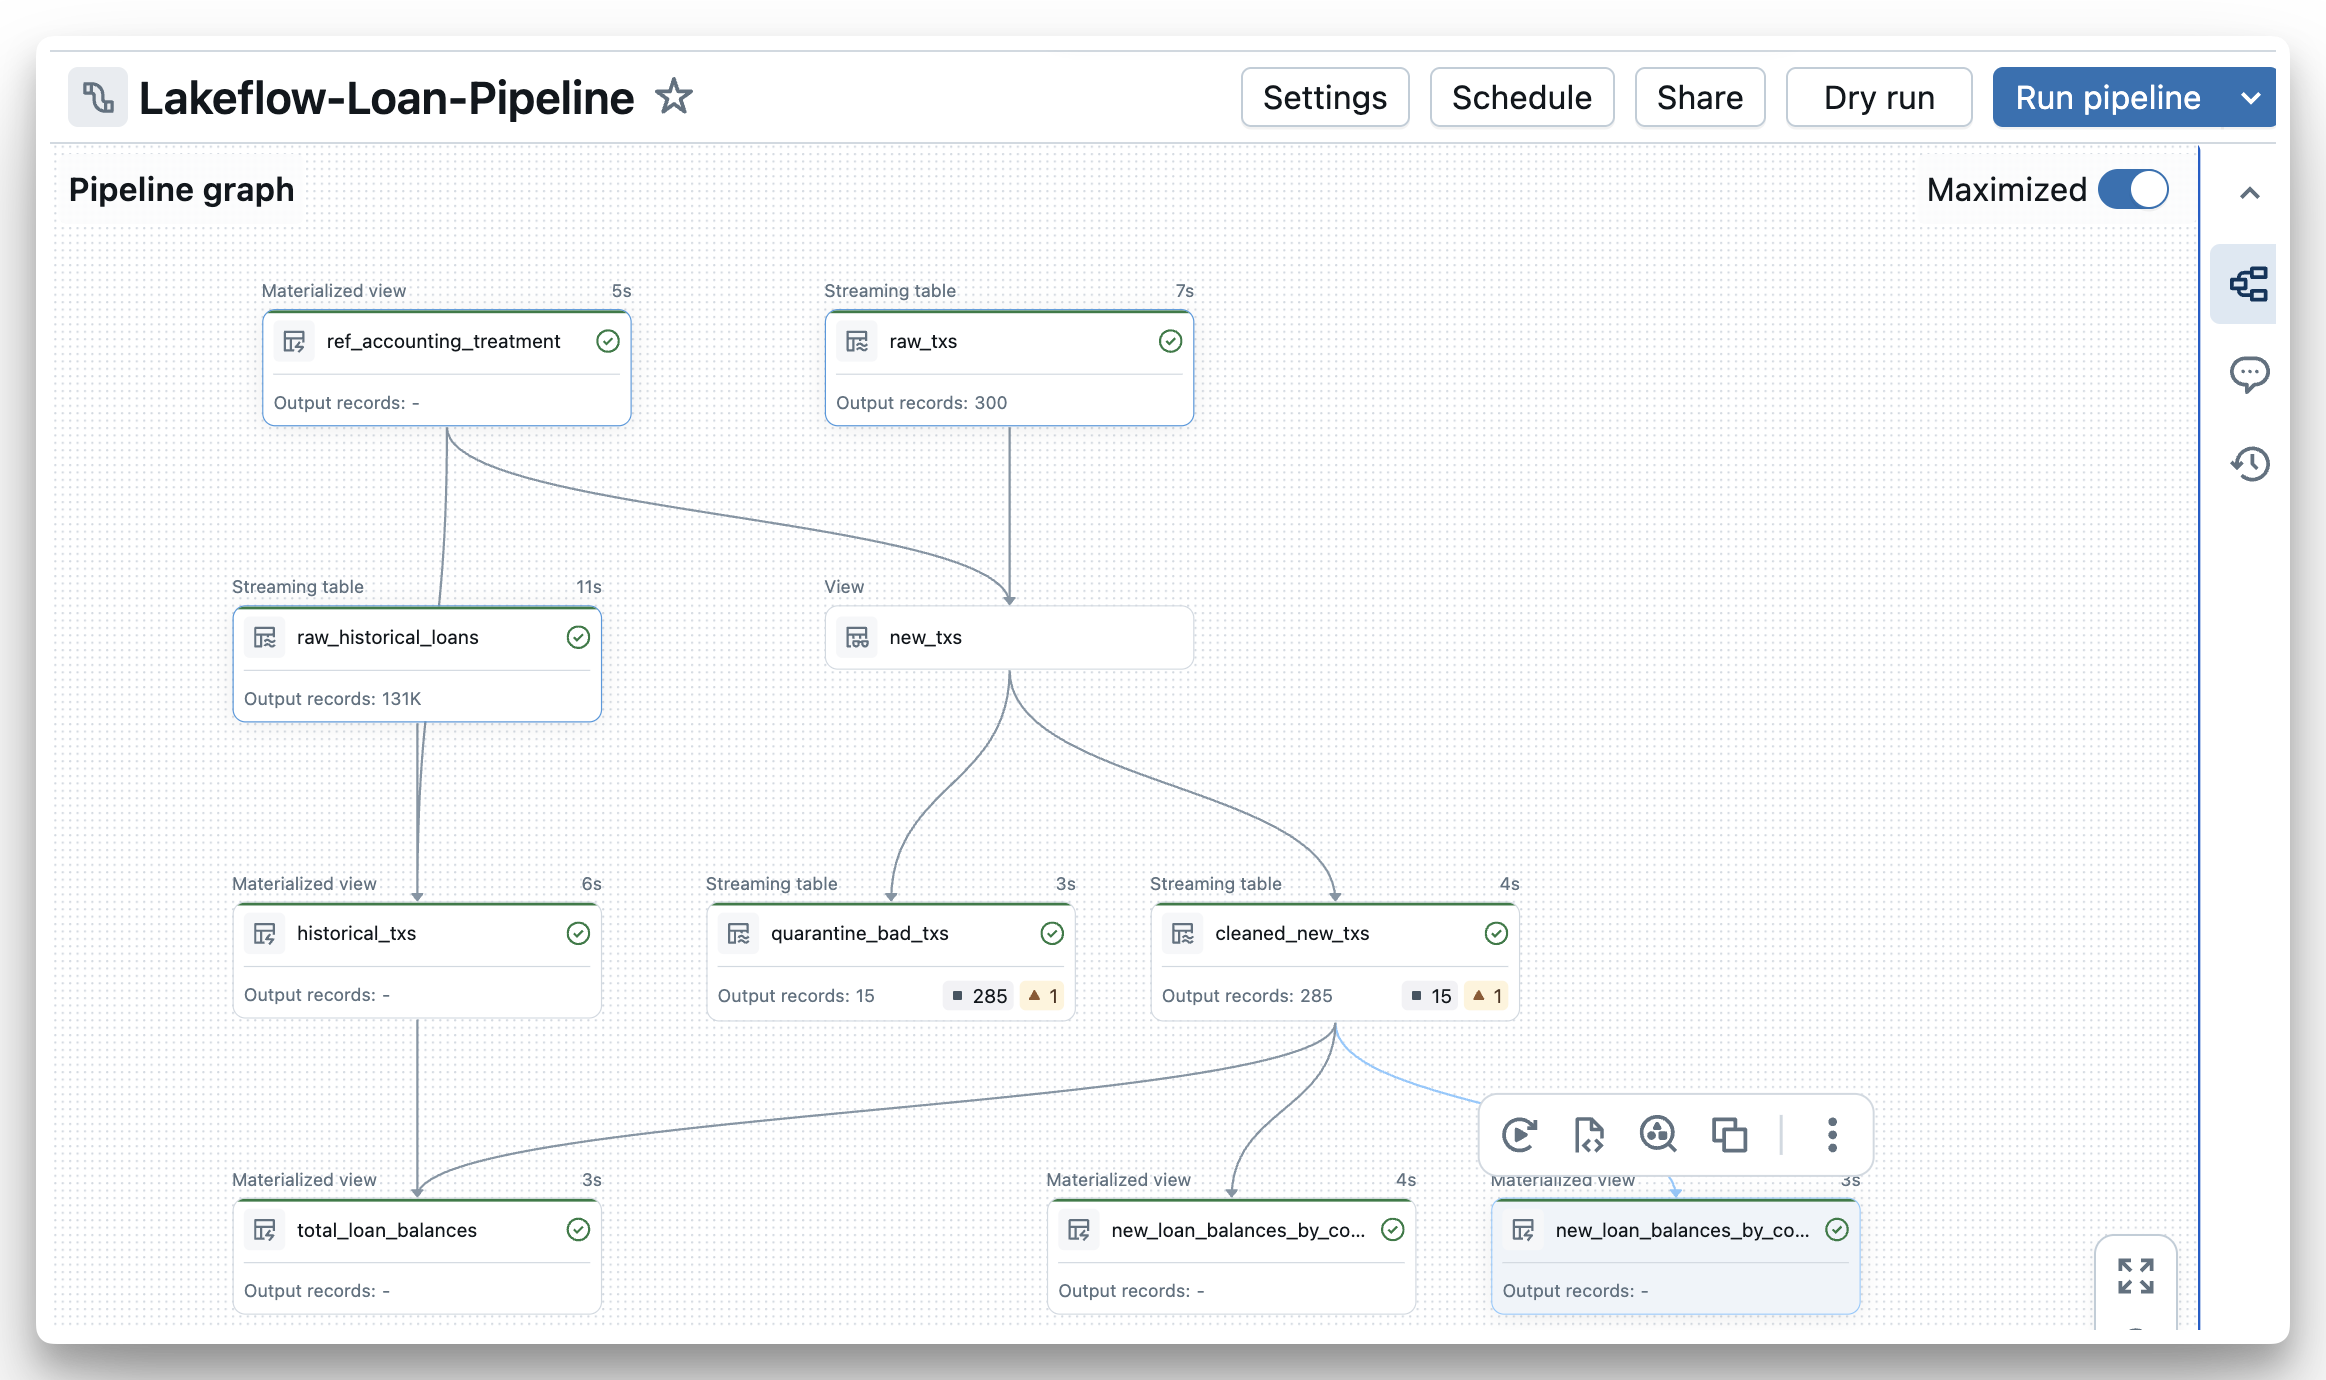 Lakeflow-Loan-Pipeline
Settings
Schedule
Share
Dry run
Run pipeline
Pipeline graph
Maximized
Materialized view 5s
ref_accounting_treatment
Output records: -
Streaming table 7s
raw_txs
Output records: 300
Streaming table 11s
raw_historical_loans
Output records: 131K
View
new_txs
Materialized view 6s
historical_txs
Output records: -
Streaming table 3s
quarantine_bad_txs
Output records: 15 285 1
Streaming table 4s
cleaned_new_txs
Output records: 285 15 1
Materialized view 3s
total_loan_balances
Output records: -
Materialized view 4s
new_loan_balances_by_co...
Output records: -
Materialized view 3s
new_loan_balances_by_co...
Output records: -